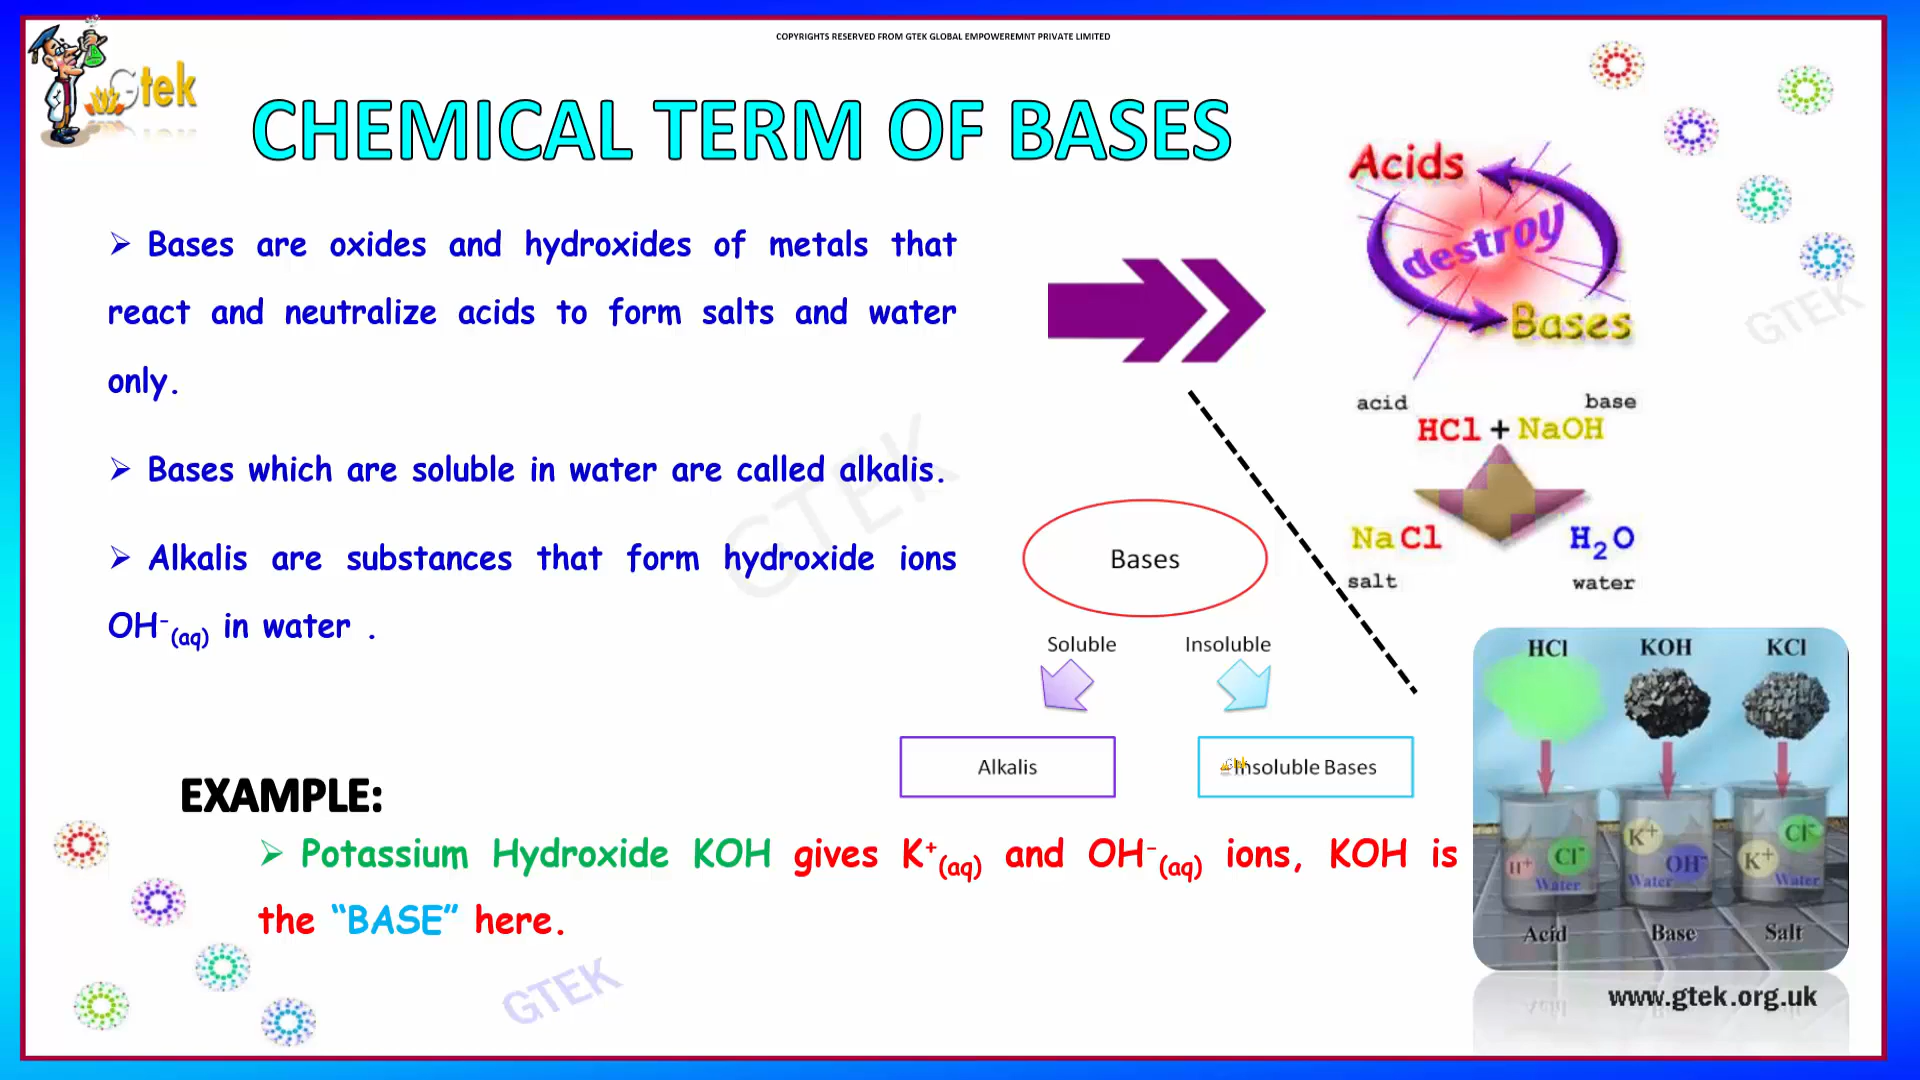 COPYRIGHTS RESERVED FROM GTEK GLOBAL EMPOWEREMNT PRIVATE LIMITED
Gtek
CHEMICAL TERM OF BASES
➢ Bases are oxides and hydroxides of metals that
react and neutralize acids to form salts and water
only.
➢ Bases which are soluble in water are called alkalis.
➢ Alkalis are substances that form hydroxide ions
OH⁻(aq) in water .
Acids
destroy
Bases
acid base
HCl + NaOH
NaCl H₂O
salt water
GTEK
GTEK
Bases
Soluble Insoluble
Alkalis Insoluble Bases
EXAMPLE:
➢ Potassium Hydroxide KOH gives K⁺(aq) and OH⁻(aq) ions, KOH is
the “BASE” here.
HCl KOH KCl
H⁺ Cl⁻ Water K⁺ OH⁻ Water K⁺ Cl⁻ Water
Acid Base Salt
GTEK
www.gtek.org.uk